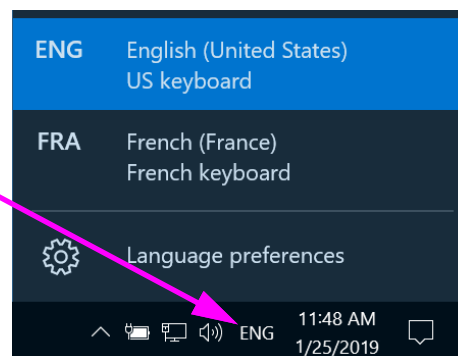 ENG English (United States)
US keyboard
FRA French (France)
French keyboard
Language preferences
ENG 11:48 AM
1/25/2019